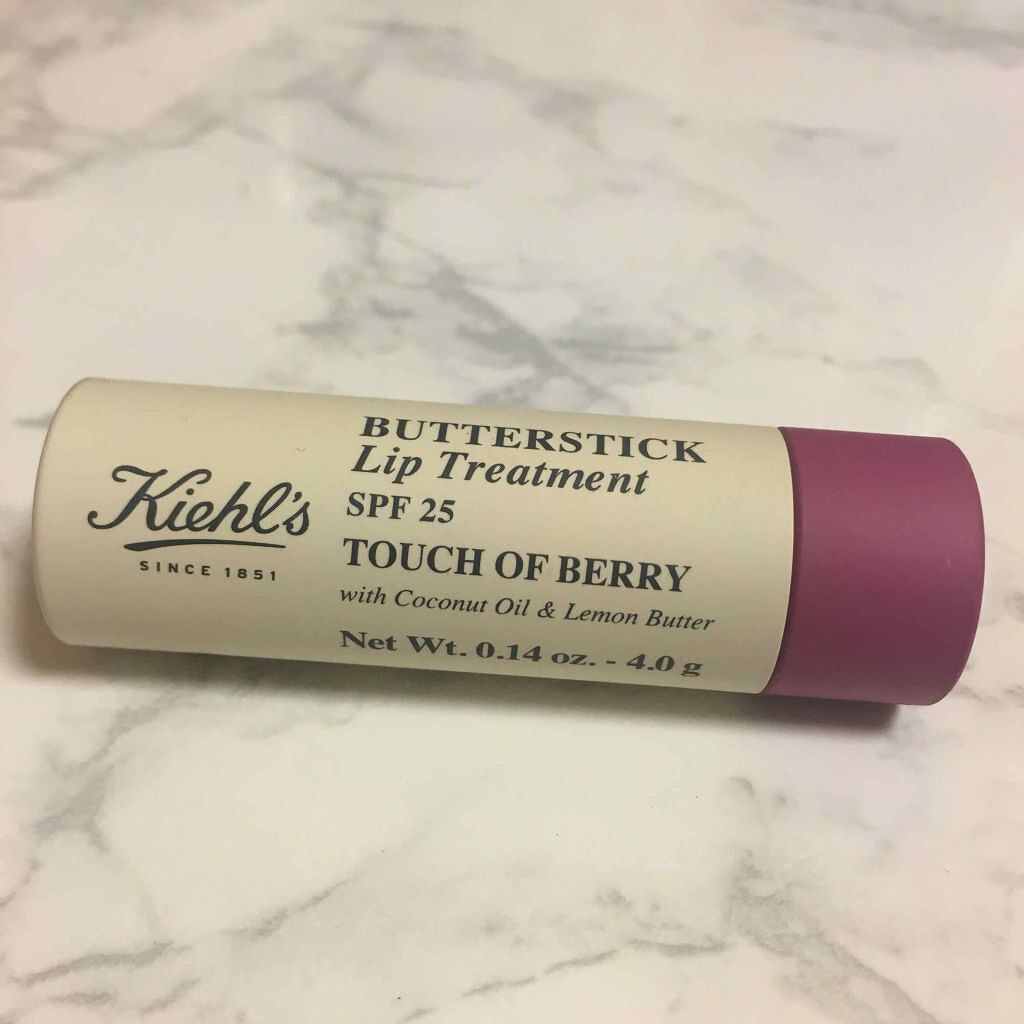 Kiehl's
SINCE 1851
BUTTERSTICK
Lip Treatment
SPF 25
TOUCH OF BERRY
with Coconut Oil & Lemon Butter
Net Wt. 0.14 oz. - 4.0 g